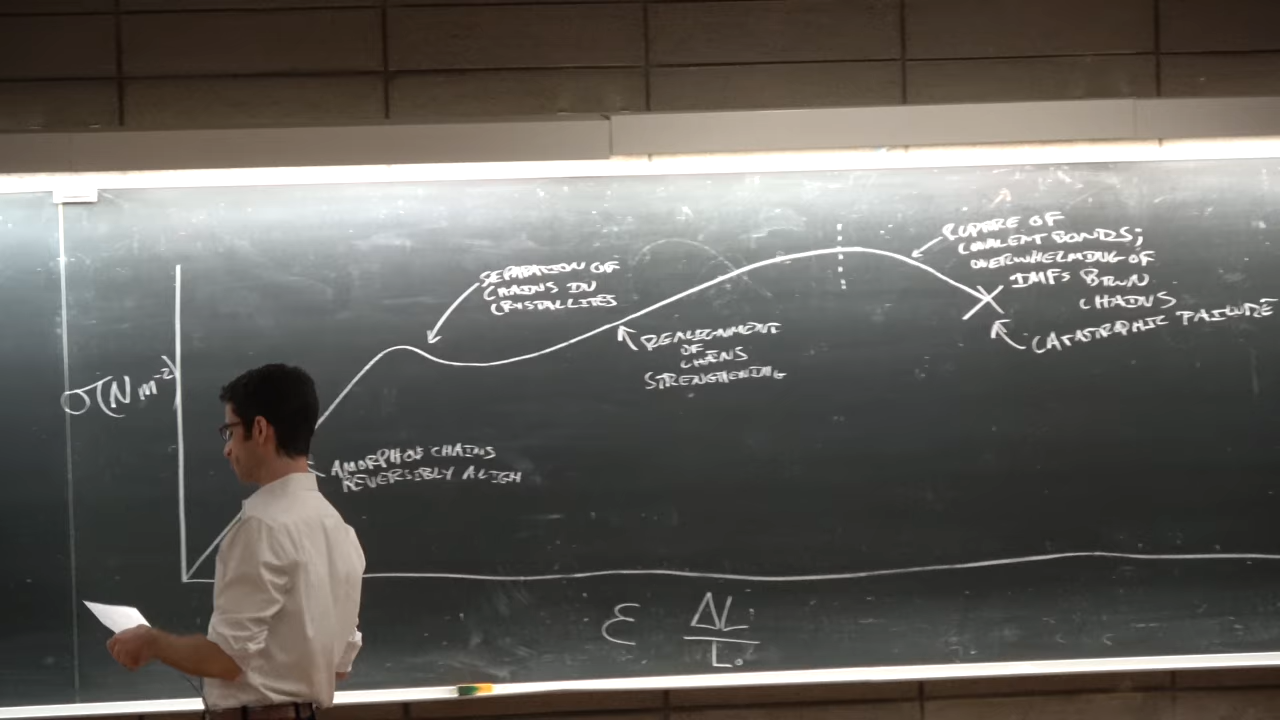 σ(N m⁻²)
AMORPHOUS CHAINS
REVERSIBLY ALIGN
SEPARATION OF
CHAINS IN
CRYSTALLITES
REALIGNMENT
OF
CHAINS
STRENGTHENING
RUPTURE OF
COVALENT BONDS;
OVERWHELMING OF
IMFS BTWN
CHAINS
CATASTROPHIC FAILURE
ε ΔL
L₀